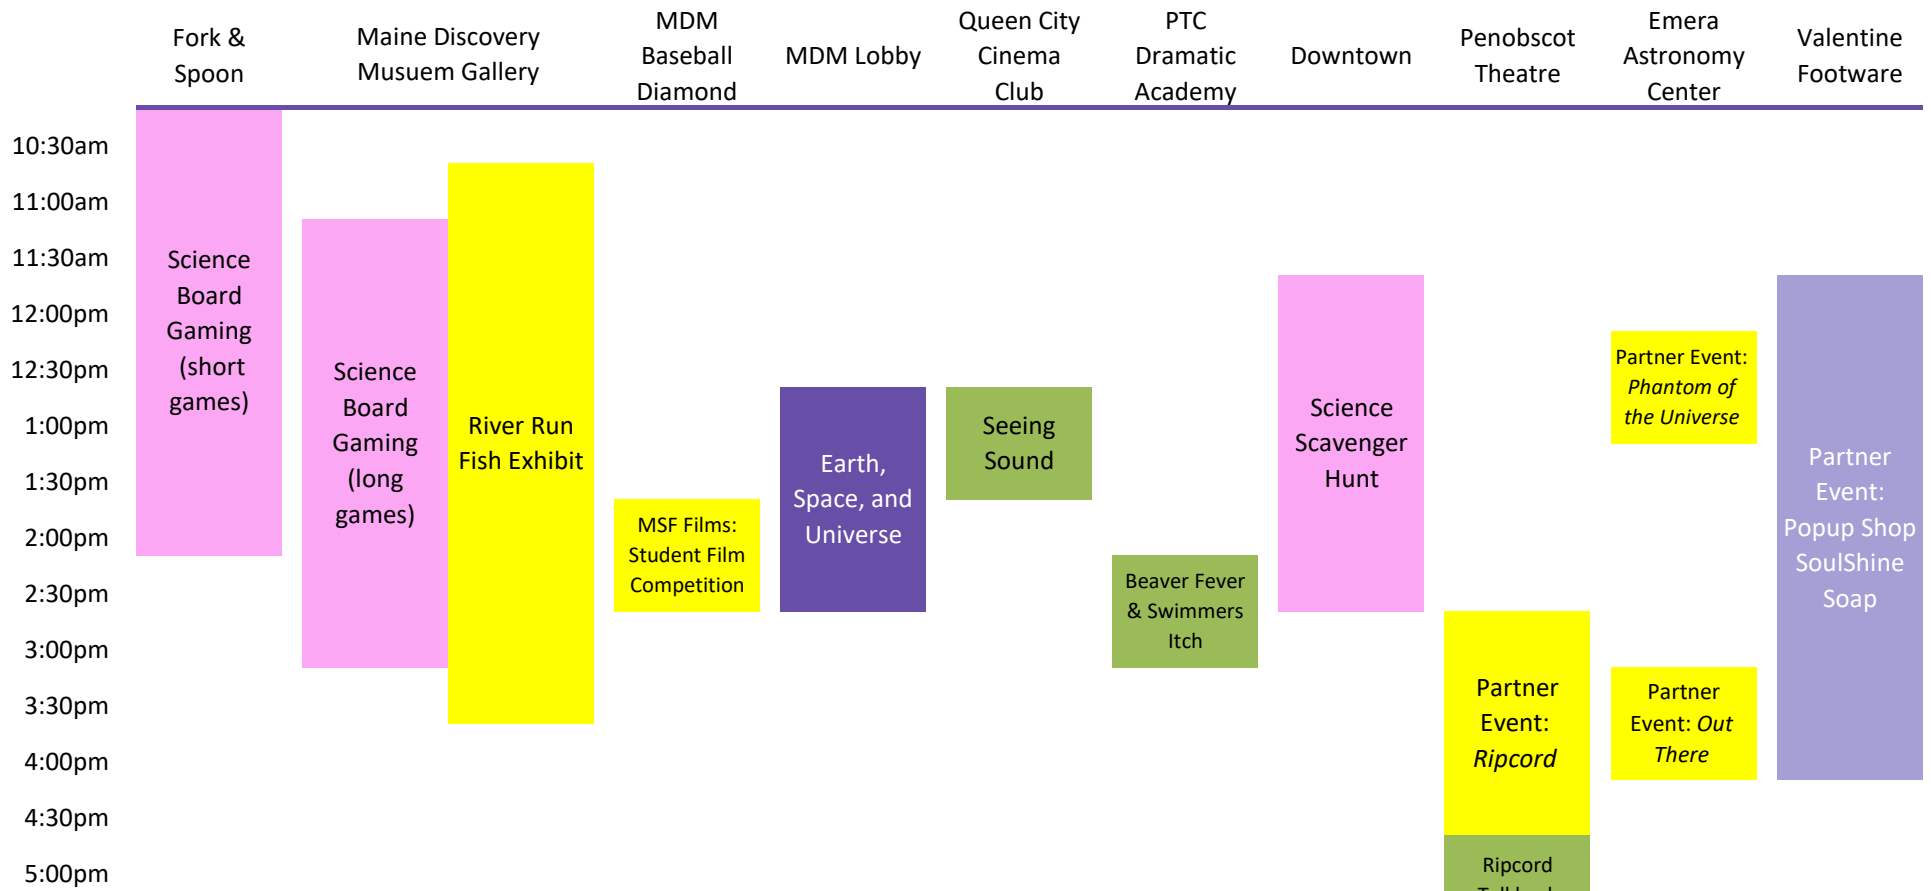 Fork &
Spoon
Maine Discovery
Musuem Gallery
MDM
Baseball
Diamond
MDM Lobby
Queen City
Cinema
Club
PTC
Dramatic
Academy
Downtown
Penobscot
Theatre
Emera
Astronomy
Center
Valentine
Footware
10:30am
11:00am
11:30am
12:00pm
12:30pm
1:00pm
1:30pm
2:00pm
2:30pm
3:00pm
3:30pm
4:00pm
4:30pm
5:00pm
Science
Board
Gaming
(short
games)
Science
Board
Gaming
(long
games)
River Run
Fish Exhibit
MSF Films:
Student Film
Competition
Earth,
Space, and
Universe
Seeing
Sound
Beaver Fever
& Swimmers
Itch
Science
Scavenger
Hunt
Partner
Event:
Ripcord
Ripcord
Partner Event:
Phantom of
the Universe
Partner
Event: Out
There
Partner
Event:
Popup Shop
SoulShine
Soap